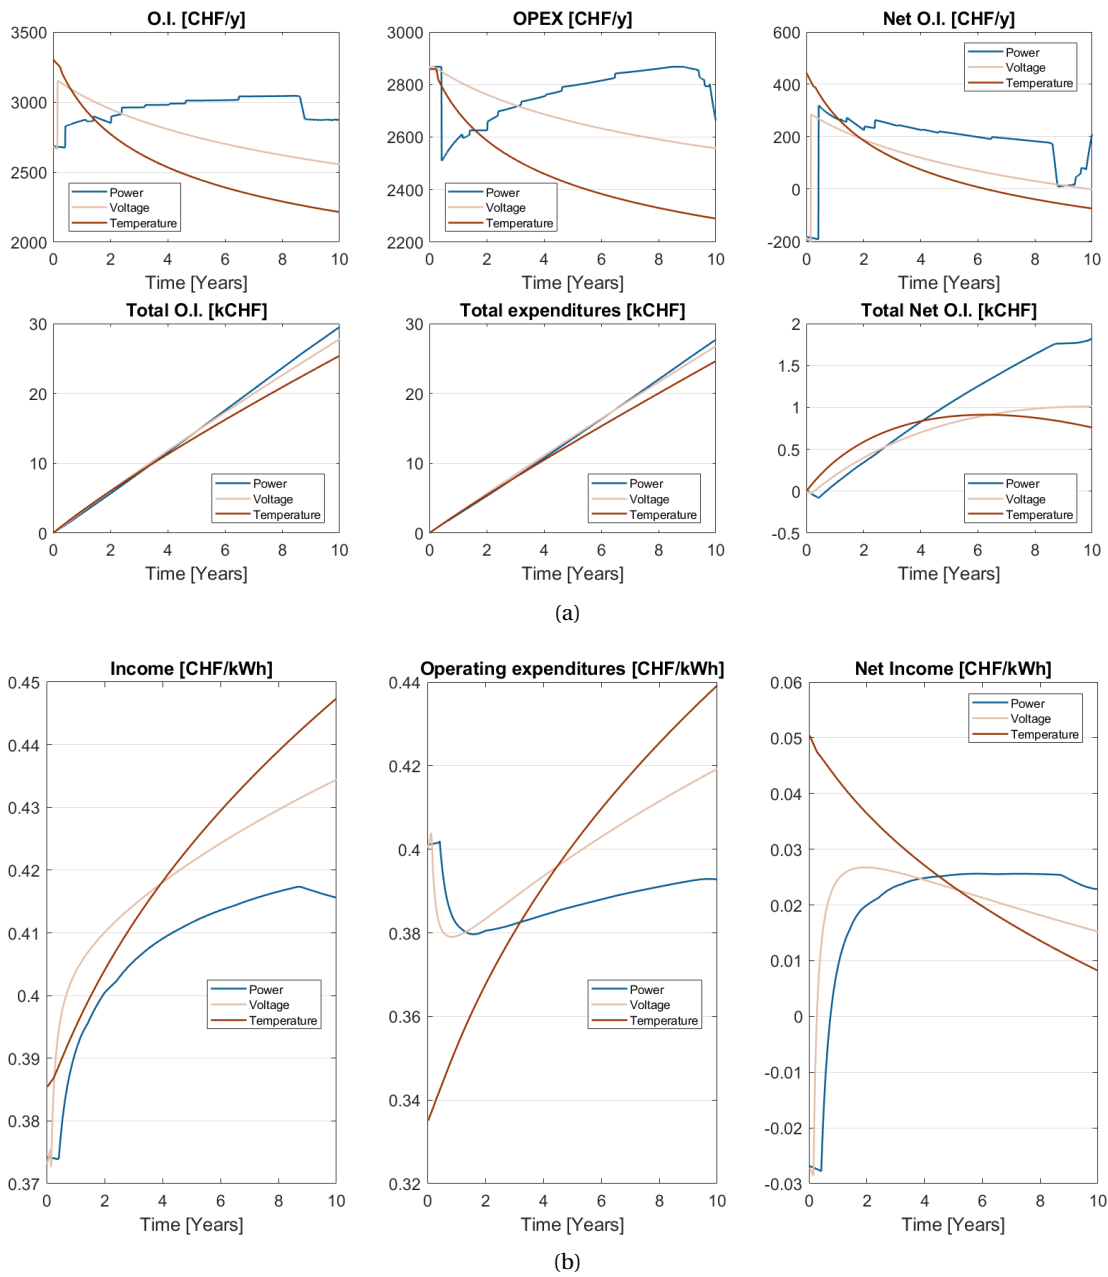 O.I. [CHF/y]
3500
3000
2500
2000
0 2 4 6 8 10
Time [Years]
Power
Voltage
Temperature
OPEX [CHF/y]
3000
2800
2600
2400
2200
0 2 4 6 8 10
Time [Years]
Power
Voltage
Temperature
Net O.I. [CHF/y]
600
400
200
0
-200
0 2 4 6 8 10
Time [Years]
Power
Voltage
Temperature
Total O.I. [kCHF]
30
20
10
0
0 2 4 6 8 10
Time [Years]
Power
Voltage
Temperature
Total expenditures [kCHF]
30
20
10
0
0 2 4 6 8 10
Time [Years]
Power
Voltage
Temperature
Total Net O.I. [kCHF]
2
1.5
1
0.5
0
-0.5
0 2 4 6 8 10
Time [Years]
Power
Voltage
Temperature
(a)
Income [CHF/kWh]
0.45
0.44
0.43
0.42
0.41
0.4
0.39
0.38
0.37
0 2 4 6 8 10
Time [Years]
Power
Voltage
Temperature
Operating expenditures [CHF/kWh]
0.44
0.42
0.4
0.38
0.36
0.34
0.32
0 2 4 6 8 10
Time [Years]
Power
Voltage
Temperature
Net Income [CHF/kWh]
0.06
0.05
0.04
0.03
0.02
0.01
0
-0.01
-0.02
-0.03
0 2 4 6 8 10
Time [Years]
Power
Voltage
Temperature
(b)